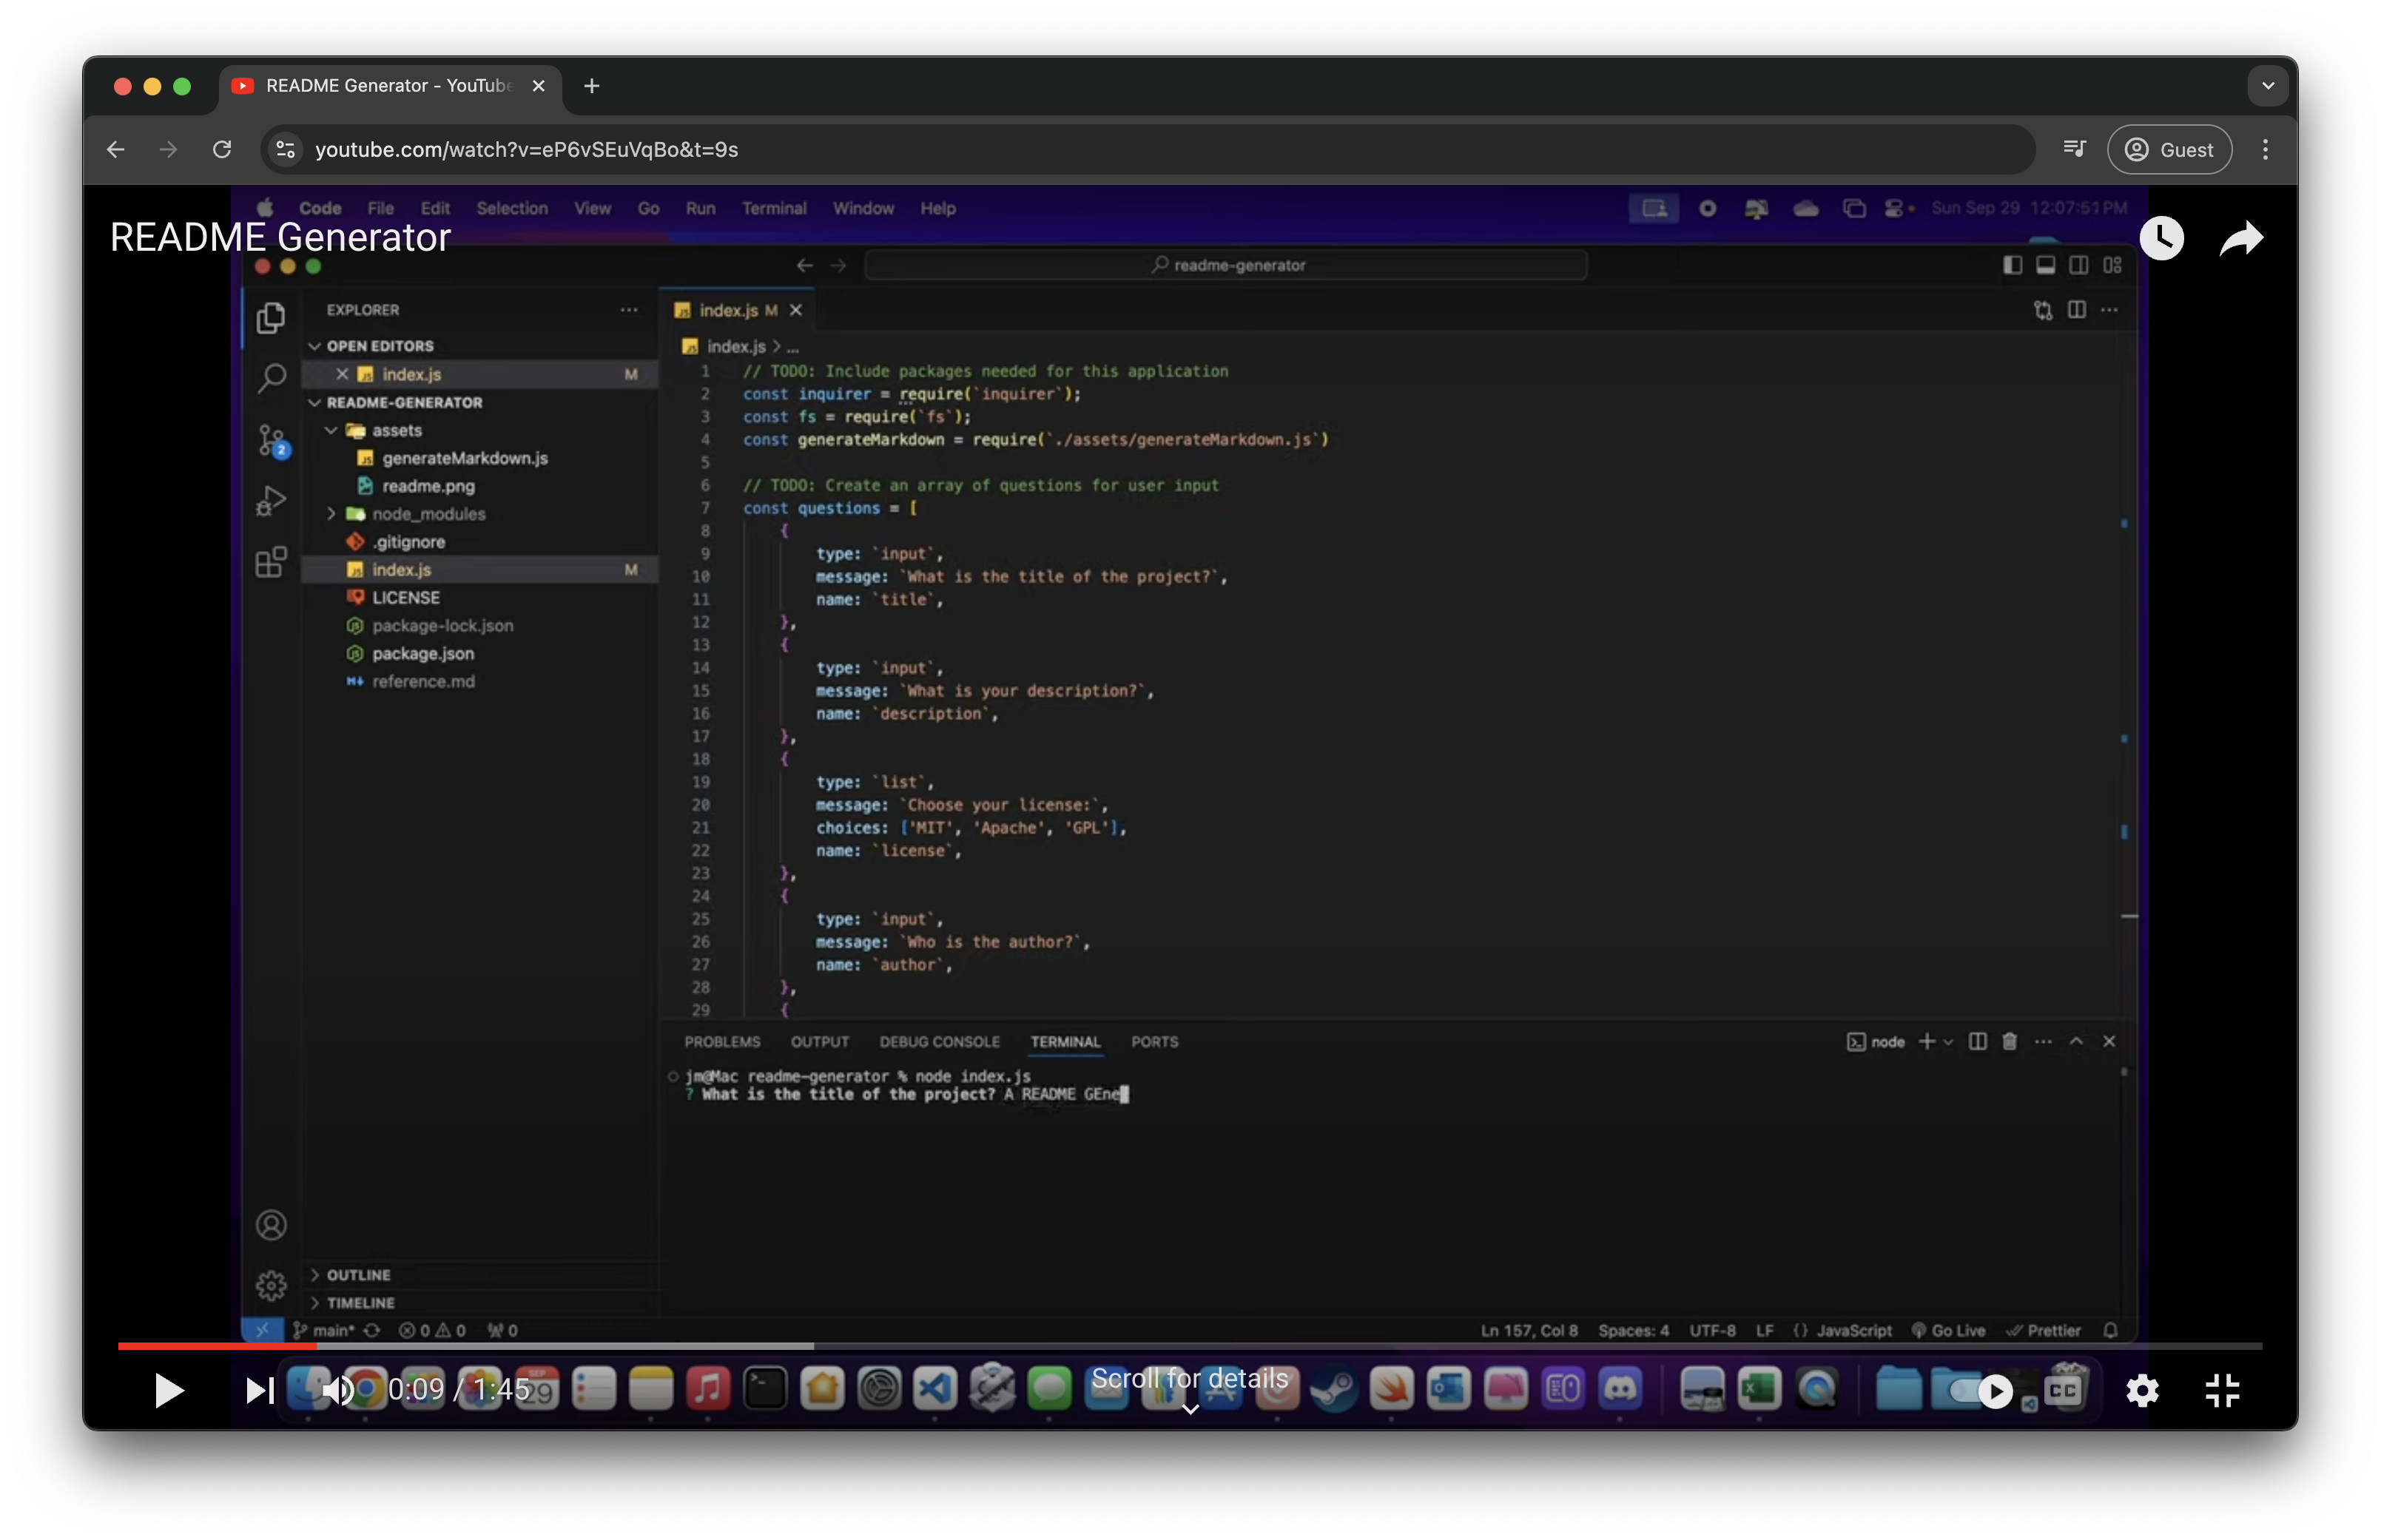 README Generator - YouTube
youtube.com/watch?v=eP6vSEuVqBo&t=9s
Guest
Code File Edit Selection View Go Run Terminal Window Help
Sun Sep 29 12:07:51 PM
README Generator
readme-generator
EXPLORER
OPEN EDITORS
index.js M
README-GENERATOR
assets
generateMarkdown.js
readme.png
node_modules
.gitignore
index.js M
LICENSE
package-lock.json
package.json
reference.md
OUTLINE
TIMELINE
2
index.js M
index.js > ...
1 // TODO: Include packages needed for this application
2 const inquirer = require(`inquirer`);
3 const fs = require(`fs`);
4 const generateMarkdown = require(`./assets/generateMarkdown.js`)
5
6 // TODO: Create an array of questions for user input
7 const questions = [
8 {
9 type: `input`,
10 message: `What is the title of the project?`,
11 name: `title`,
12 },
13 {
14 type: `input`,
15 message: `What is your description?`,
16 name: `description`,
17 },
18 {
19 type: `list`,
20 message: `Choose your license:`,
21 choices: ['MIT', 'Apache', 'GPL'],
22 name: `license`,
23 },
24 {
25 type: `input`,
26 message: `Who is the author?`,
27 name: `author`,
28 },
29 {
PROBLEMS OUTPUT DEBUG CONSOLE TERMINAL PORTS
node
jm@Mac readme-generator % node index.js
? What is the title of the project? A README GEne
main* 0 0 0
Ln 157, Col 8 Spaces: 4 UTF-8 LF {} JavaScript Go Live Prettier
0:09 / 1:45
SEP
29
Scroll for details
CC